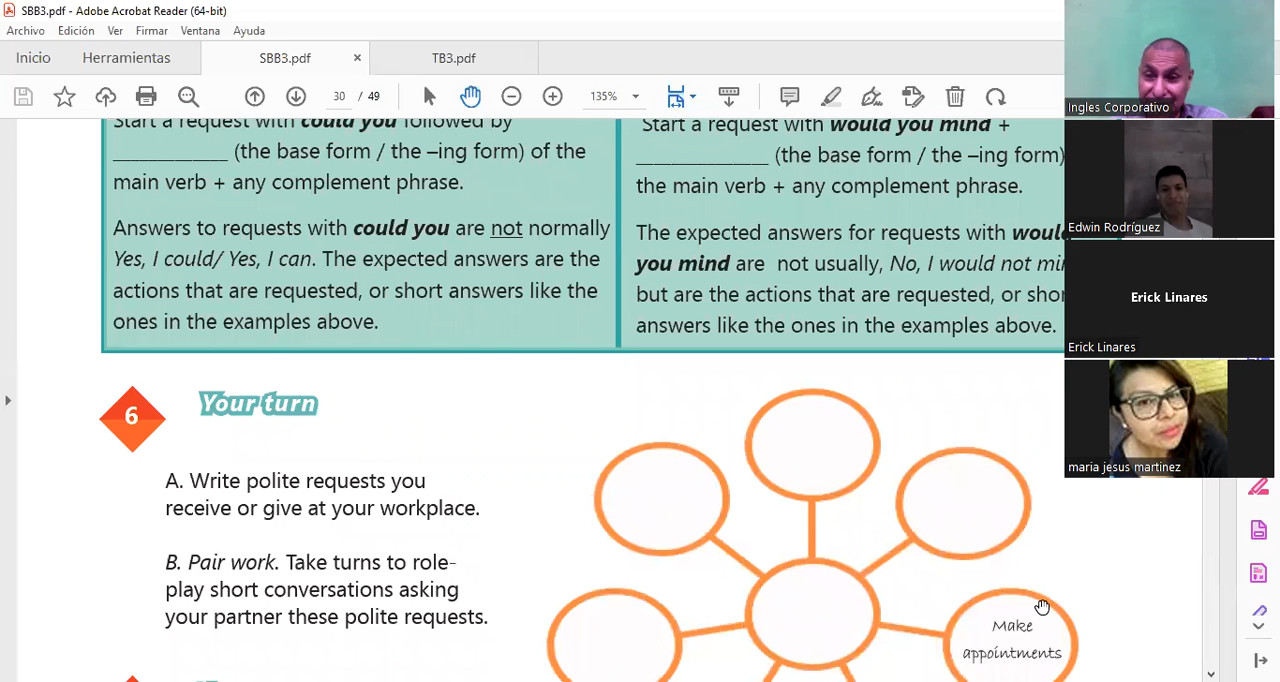 SBB3.pdf - Adobe Acrobat Reader (64-bit)
Archivo Edición Ver Firmar Ventana Ayuda
Inicio Herramientas SBB3.pdf × TB3.pdf
30 / 49 135%
Start a request with could you followed by
____________ (the base form / the –ing form) of the
main verb + any complement phrase.
Answers to requests with could you are not normally
Yes, I could/ Yes, I can. The expected answers are the
actions that are requested, or short answers like the
ones in the examples above.
Start a request with would you mind +
______________ (the base form / the –ing form)
the main verb + any complement phrase.
The expected answers for requests with woul
you mind are not usually, No, I would not mi
but are the actions that are requested, or shor
answers like the ones in the examples above.
6 Your turn
A. Write polite requests you
receive or give at your workplace.
B. Pair work. Take turns to role-
play short conversations asking
your partner these polite requests.
Make
appointments
Ingles Corporativo
Edwin Rodríguez
Erick Linares
Erick Linares
maria jesus martinez